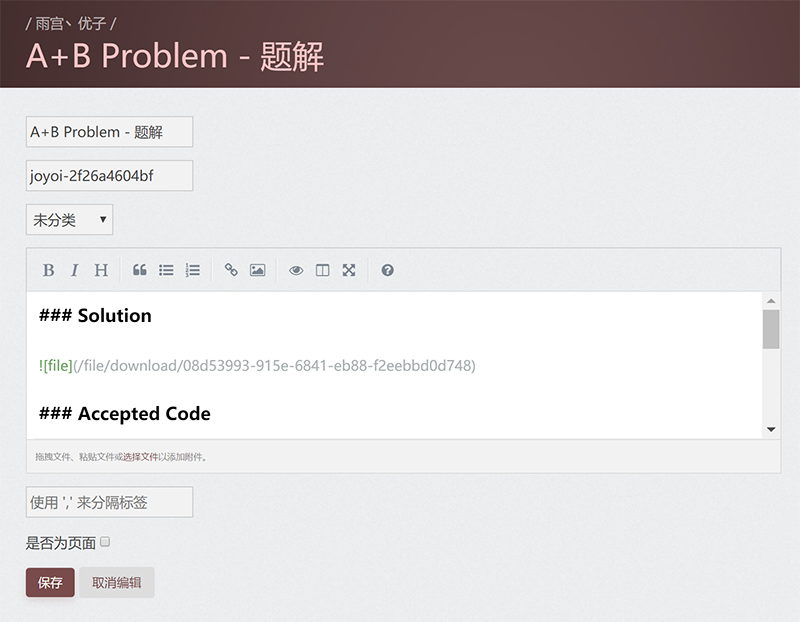 / 雨宫丶优子 /
A+B Problem - 题解
A+B Problem - 题解
joyoi-2f26a4604bf
未分类
B I H
### Solution
![file](/file/download/08d53993-915e-6841-eb88-f2eebbd0d748)
### Accepted Code
拖拽文件、粘贴文件或选择文件以添加附件。
使用 ',' 来分隔标签
是否为页面
保存 取消编辑